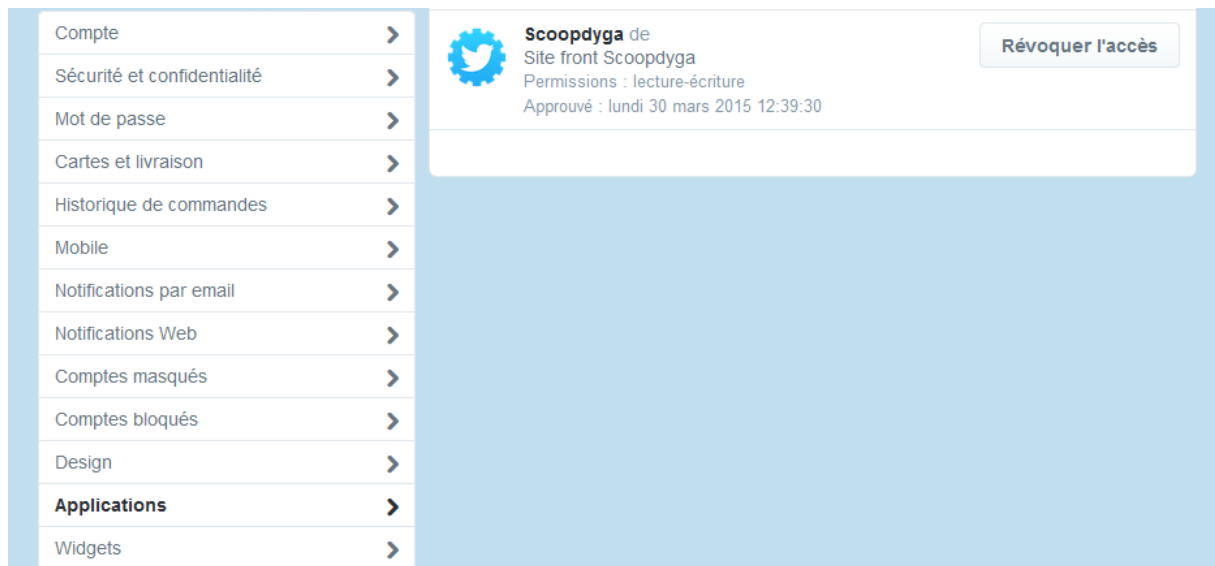 Compte
Sécurité et confidentialité
Mot de passe
Cartes et livraison
Historique de commandes
Mobile
Notifications par email
Notifications Web
Comptes masqués
Comptes bloqués
Design
Applications
Widgets
Scoopdyga de
Site front Scoopdyga
Permissions : lecture-écriture
Approuvé : lundi 30 mars 2015 12:39:30
Révoquer l'accès